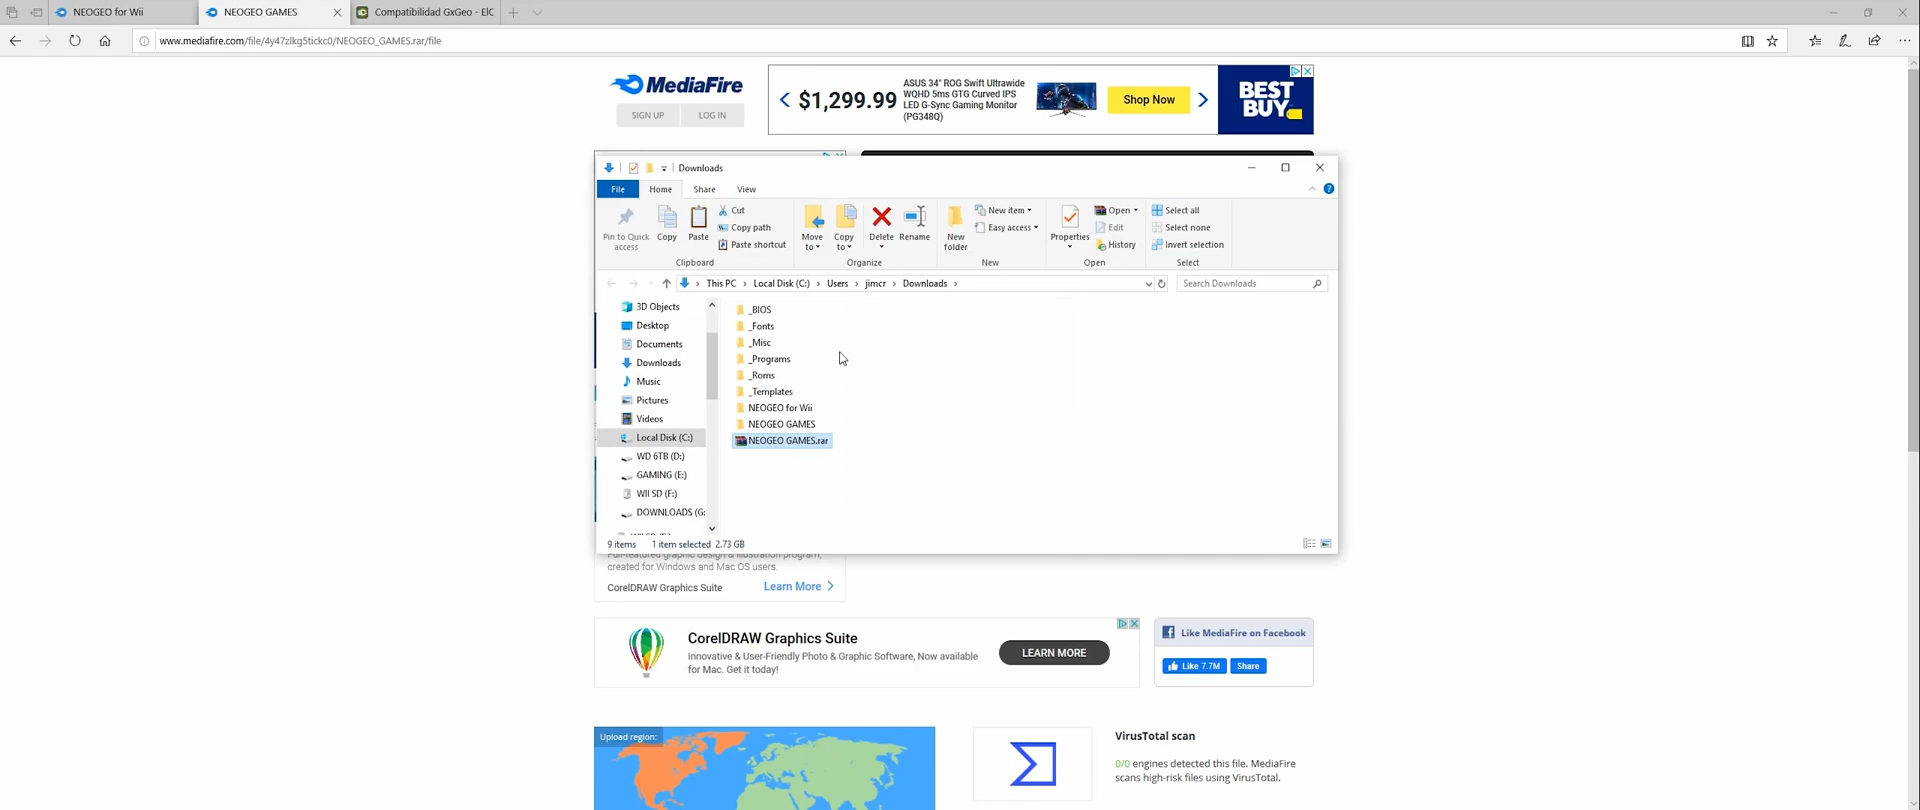 NEOGEO for Wii
NEOGEO GAMES
Compatibilidad GxGeo - ElC
www.mediafire.com/file/4y47zlkg5tickc0/NEOGEO_GAMES.rar/file
MediaFire
SIGN UP
LOG IN
$1,299.99
ASUS 34" ROG Swift Ultrawide
WQHD 5ms GTG Curved IPS
LED G-Sync Gaming Monitor
(PG348Q)
Shop Now
BEST
BUY
Downloads
File
Home
Share
View
Pin to Quick
access
Copy
Paste
Cut
Copy path
Paste shortcut
Clipboard
Move
to
Copy
to
Delete
Rename
Organize
New
folder
New item
Easy access
New
Properties
Open
Edit
History
Open
Select all
Select none
Invert selection
Select
This PC > Local Disk (C:) > Users > jimcr > Downloads >
Search Downloads
3D Objects
Desktop
Documents
Downloads
Music
Pictures
Videos
Local Disk (C:)
WD 6TB (D:)
GAMING (E:)
WII SD (F:)
DOWNLOADS (G:
_BIOS
_Fonts
_Misc
_Programs
_Roms
_Templates
NEOGEO for Wii
NEOGEO GAMES
NEOGEO GAMES.rar
9 items
1 item selected 2.73 GB
Full-featured graphic design & illustration program,
created for Windows and Mac OS users.
CorelDRAW Graphics Suite
Learn More
CorelDRAW Graphics Suite
Innovative & User-Friendly Photo & Graphic Software, Now available
for Mac. Get it today!
LEARN MORE
Like MediaFire on Facebook
Like 7.7M
Share
Upload region:
VirusTotal scan
0/0 engines detected this file. MediaFire
scans high-risk files using VirusTotal.